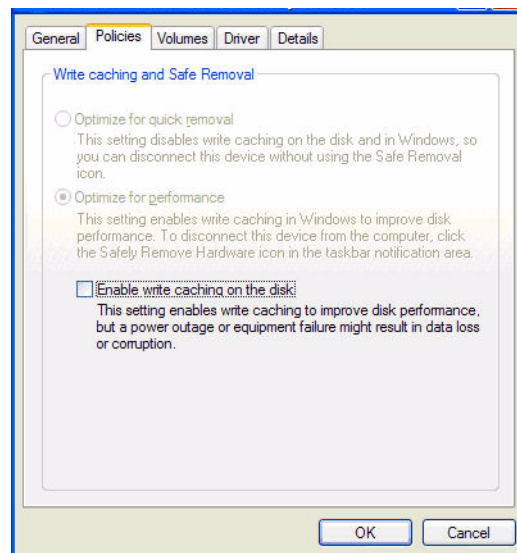 General Policies Volumes Driver Details
Write caching and Safe Removal
Optimize for quick removal
This setting disables write caching on the disk and in Windows, so
you can disconnect this device without using the Safe Removal
icon.
Optimize for performance
This setting enables write caching in Windows to improve disk
performance. To disconnect this device from the computer, click
the Safely Remove Hardware icon in the taskbar notification area.
Enable write caching on the disk
This setting enables write caching to improve disk performance,
but a power outage or equipment failure might result in data loss
or corruption.
OK Cancel